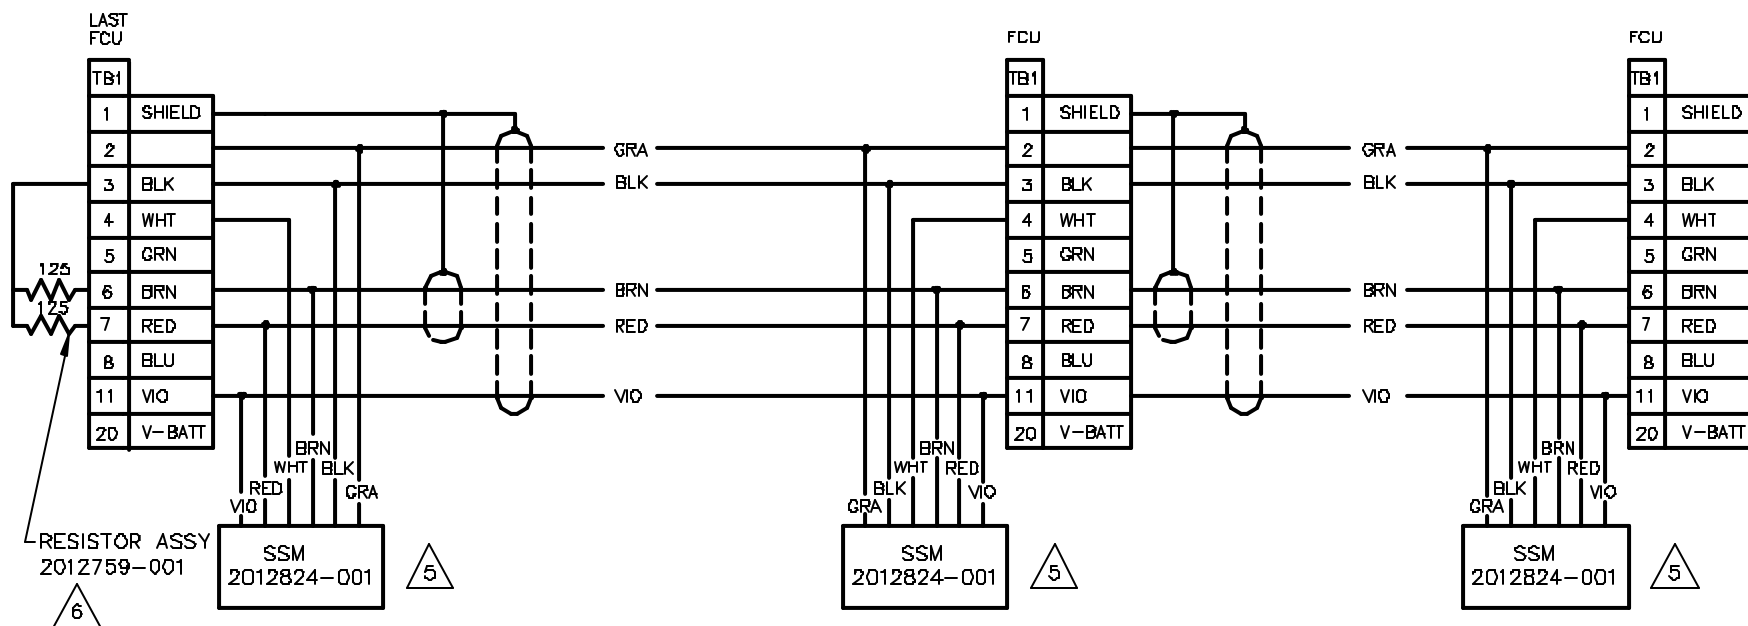 LAST
FCU
TB1
1 SHIELD
2
3 BLK
4 WHT
5 GRN
6 BRN
7 RED
8 BLU
11 VIO
20 V-BATT
125
125
RESISTOR ASSY
2012759-001
6
VIO
RED
WHT
BRN
BLK
GRA
SSM
2012824-001
5
GRA
BLK
BRN
RED
VIO
FCU
TB1
1 SHIELD
2
3 BLK
4 WHT
5 GRN
6 BRN
7 RED
8 BLU
11 VIO
20 V-BATT
GRA
BLK
WHT
BRN
RED
VIO
SSM
2012824-001
5
GRA
BLK
BRN
RED
VIO
FCU
TB1
1 SHIELD
2
3 BLK
4 WHT
5 GRN
6 BRN
7 RED
8 BLU
11 VIO
20 V-BATT
GRA
BLK
WHT
BRN
RED
VIO
SSM
2012824-001
5